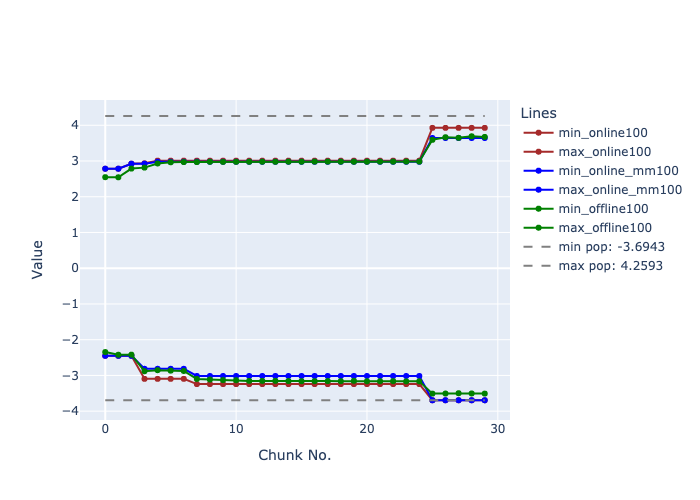 Lines
min_online100
max_online100
min_online_mm100
max_online_mm100
min_offline100
max_offline100
min pop: -3.6943
max pop: 4.2593
4
3
2
1
0
−1
−2
−3
−4
Value
0
10
20
30
Chunk No.